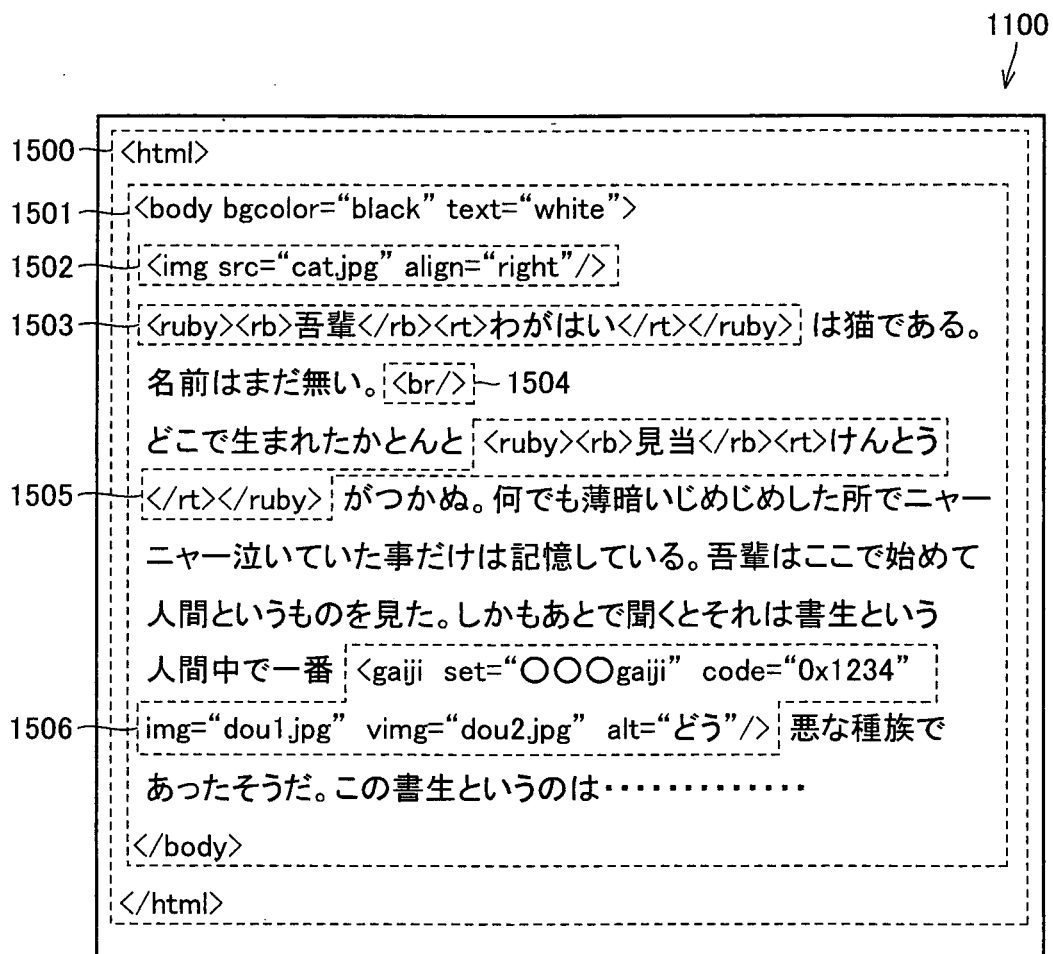 1100
1500 <html>
1501 <body bgcolor=“black” text=“white”>
1502 <img src=“cat.jpg” align=“right”/>
1503 <ruby><rb>吾輩</rb><rt>わがはい</rt></ruby> は猫である。
名前はまだ無い。<br/> 1504
どこで生まれたかとんと <ruby><rb>見当</rb><rt>けんとう
1505 </rt></ruby> がつかぬ。何でも薄暗いじめじめした所でニャー
ニャー泣いていた事だけは記憶している。吾輩はここで始めて
人間というものを見た。しかもあとで聞くとそれは書生という
人間中で一番 <gaiji set=“○○○gaiji” code=“0x1234”
1506 img=“dou1.jpg” vimg=“dou2.jpg” alt=“どう”/> 悪な種族で
あったそうだ。この書生というのは・・・・・・・・・・・・・
</body>
</html>